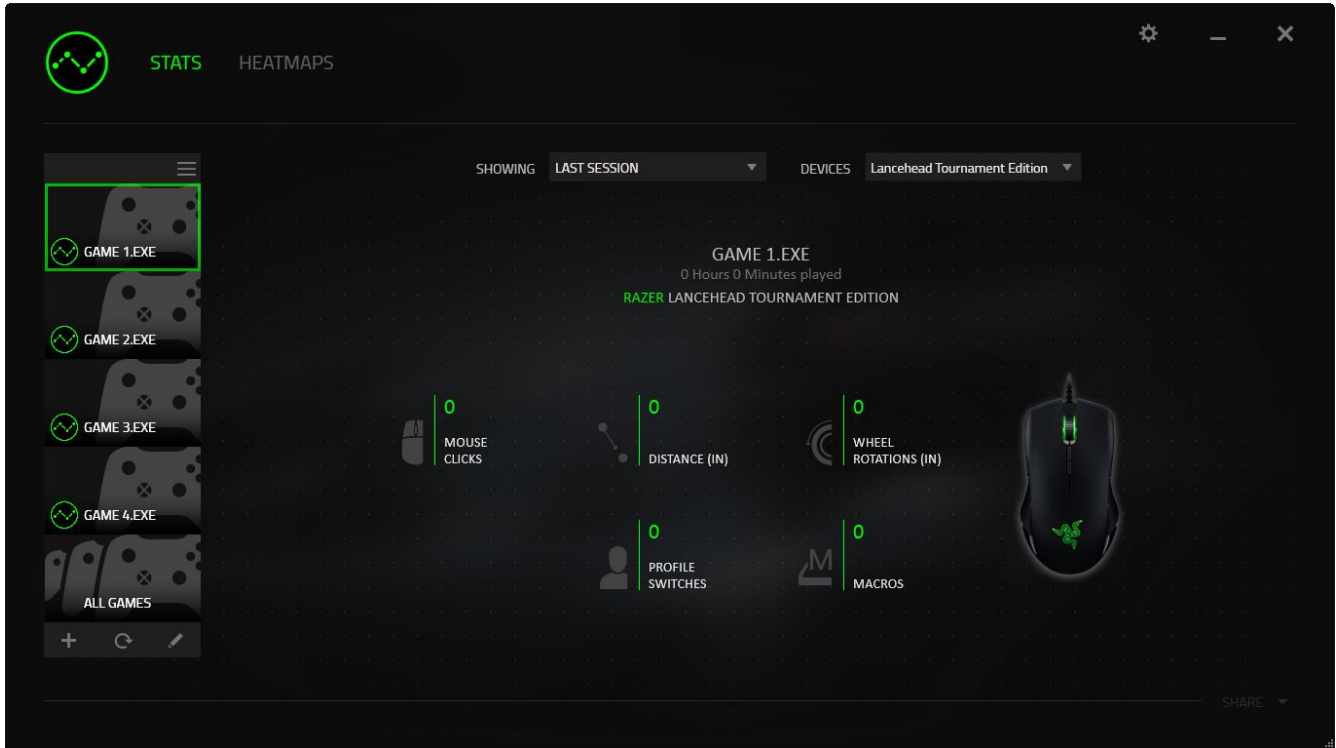 STATS HEATMAPS
SHOWING LAST SESSION DEVICES Lancehead Tournament Edition
GAME 1.EXE
GAME 2.EXE
GAME 3.EXE
GAME 4.EXE
ALL GAMES
GAME 1.EXE
0 Hours 0 Minutes played
RAZER LANCEHEAD TOURNAMENT EDITION
0
MOUSE
CLICKS
0
DISTANCE (IN)
0
WHEEL
ROTATIONS (IN)
0
PROFILE
SWITCHES
M
0
MACROS
SHARE